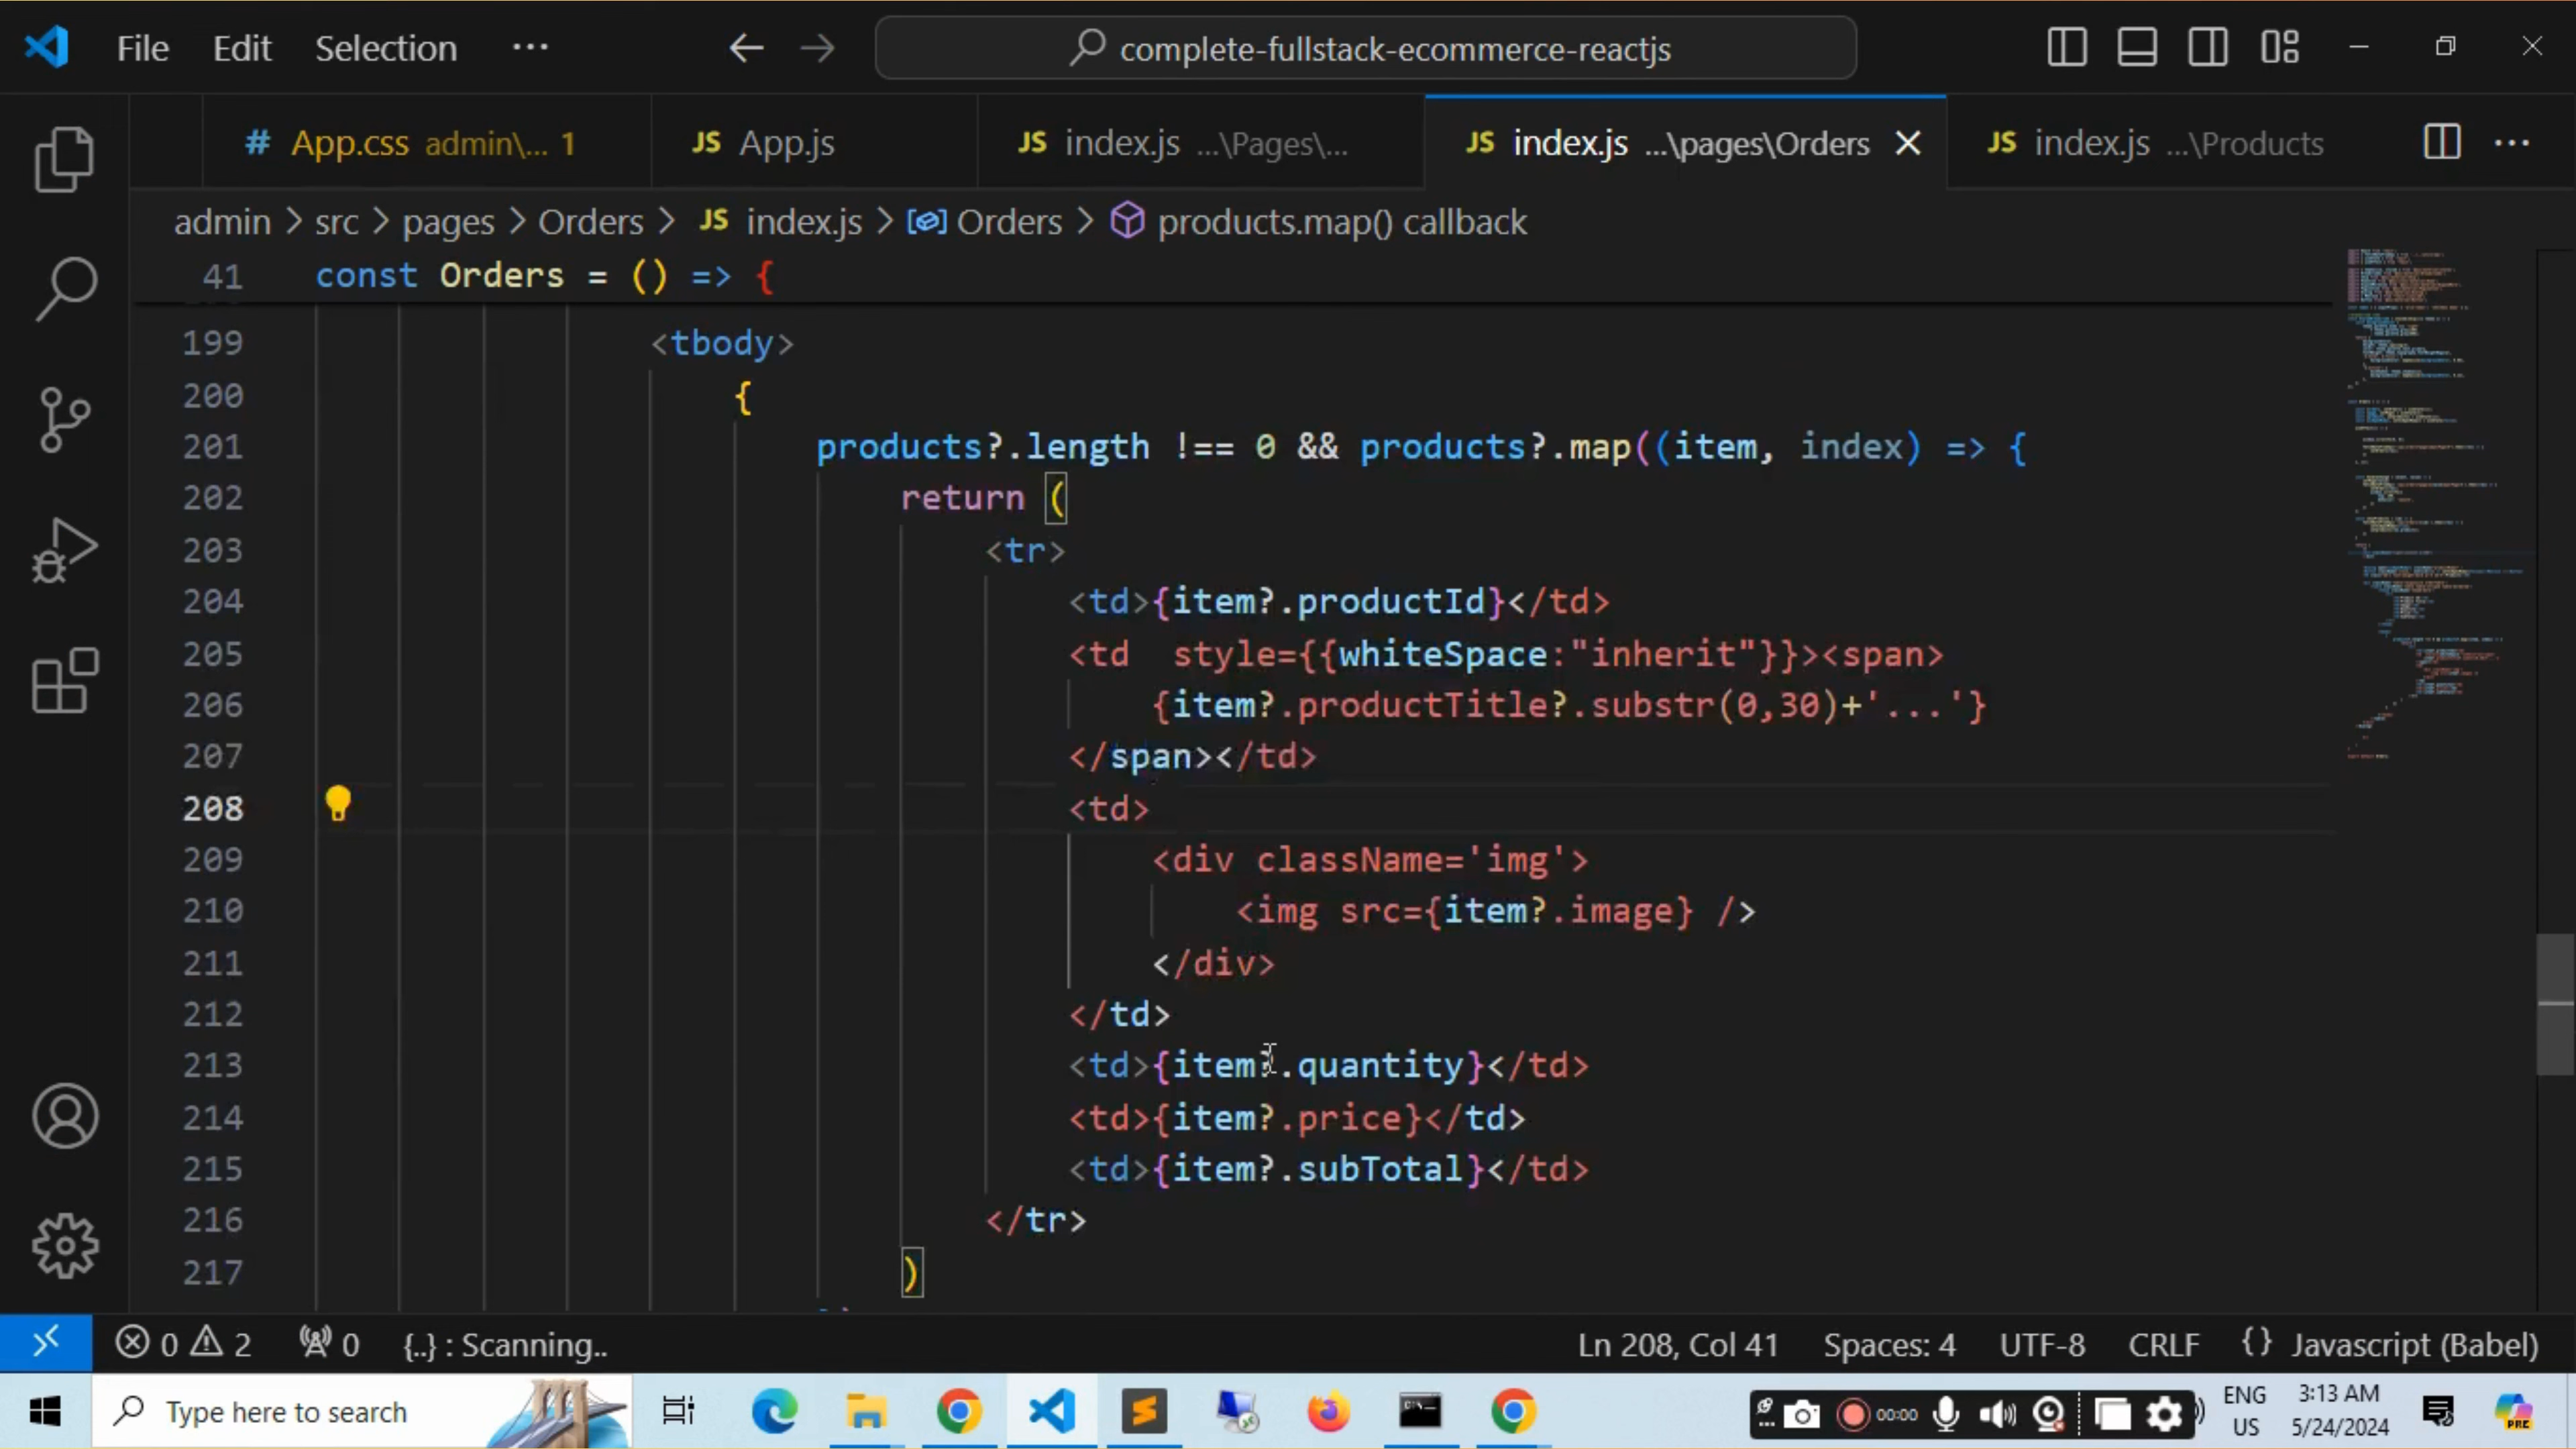 File Edit Selection ... complete-fullstack-ecommerce-reactjs
# App.css admin\... 1 JS App.js JS index.js ...\Pages\... JS index.js ...\pages\Orders JS index.js ...\Products ...
admin > src > pages > Orders > JS index.js > Orders > products.map() callback
41 const Orders = () => {
199 <tbody>
200 {
201 products?.length !== 0 && products?.map((item, index) => {
202 return (
203 <tr>
204 <td>{item?.productId}</td>
205 <td  style={{whiteSpace:"inherit"}}><span>
206 {item?.productTitle?.substr(0,30)+'...'}
207 </span></td>
208 <td>
209 <div className='img'>
210 <img src={item?.image} />
211 </div>
212 </td>
213 <td>{item?.quantity}</td>
214 <td>{item?.price}</td>
215 <td>{item?.subTotal}</td>
216 </tr>
217 )
0 2 0 {..} : Scanning.. Ln 208, Col 41 Spaces: 4 UTF-8 CRLF {} Javascript (Babel)
Type here to search 00:00 ENG 3:13 AM
US 5/24/2024 PRE